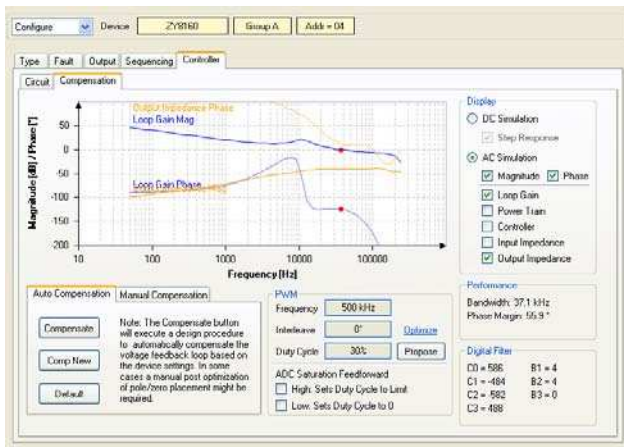 Configure Device ZY8160 Group A Addr = 04
Type Fault Output Sequencing Controller
Circuit Compensation
Output Impedance Phase
Loop Gain Mag
Loop Gain Phase
Magnitude [dB] / Phase [°]
50
0
-50
-100
-150
-200
10 100 1000 10000 100000
Frequency [Hz]
Display
DC Simulation
Step Response
AC Simulation
Magnitude Phase
Loop Gain
Power Train
Controller
Input Impedance
Output Impedance
Auto Compensation Manual Compensation
Compensate
Comp New
Default
Note: The Compensate button
will execute a design procedure
to automatically compensate the
voltage feedback loop based on
the device settings. In some
cases a manual post optimization
of pole/zero placement might be
required.
PWM
Frequency 500 kHz
Interleave 0° Optimize
Duty Cycle 30% Propose
ADC Saturation Feedforward
High: Sets Duty Cycle to Limit
Low: Sets Duty Cycle to 0
Performance
Bandwidth: 37.1 kHz
Phase Margin: 55.9 °
Digital Filter
C0 = 586 B1 = 4
C1 = -484 B2 = 4
C2 = -582 B3 = 0
C3 = 488